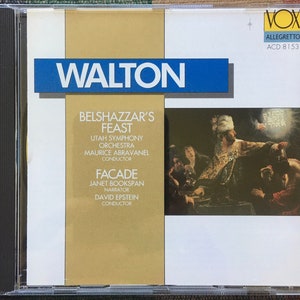 VOX
ALLEGRETTO
ACD 8153
WALTON
BELSHAZZAR'S
FEAST
UTAH SYMPHONY
ORCHESTRA
MAURICE ABRAVANEL
CONDUCTOR
FACADE
JANET BOOKSPAN
NARRATOR
DAVID EPSTEIN
CONDUCTOR